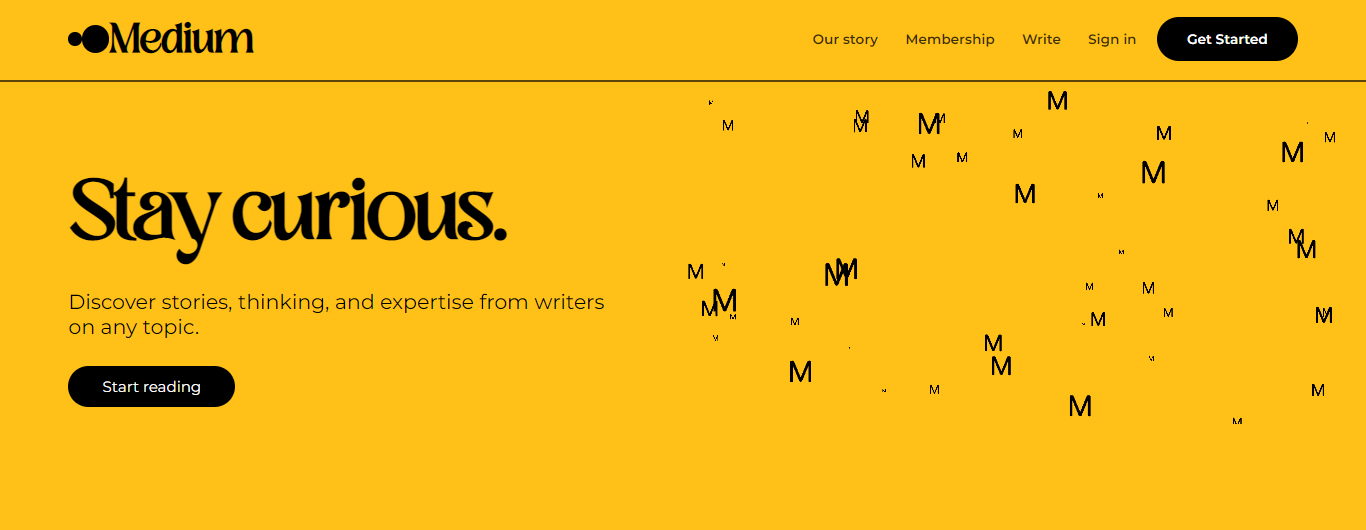 Medium
Our story Membership Write Sign in Get Started
Stay curious.
Discover stories, thinking, and expertise from writers
on any topic.
Start reading
M M M M M M M M M M M M M M M M M M M M M M M M M M M M M M M M M M M M M M M M